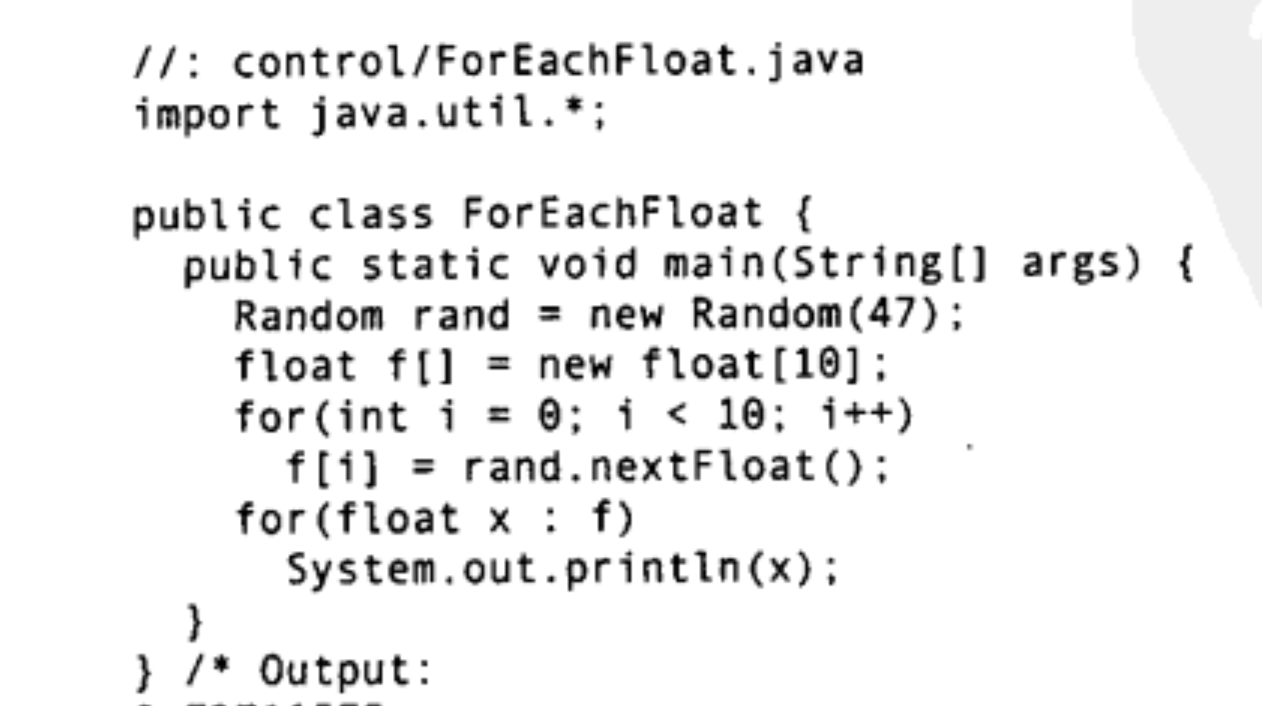 //: control/ForEachFloat.java
import java.util.*;

public class ForEachFloat {
  public static void main(String[] args) {
    Random rand = new Random(47);
    float f[] = new float[10];
    for(int i = 0; i < 10; i++)
      f[i] = rand.nextFloat();
    for(float x : f)
      System.out.println(x);
  }
} /* Output: